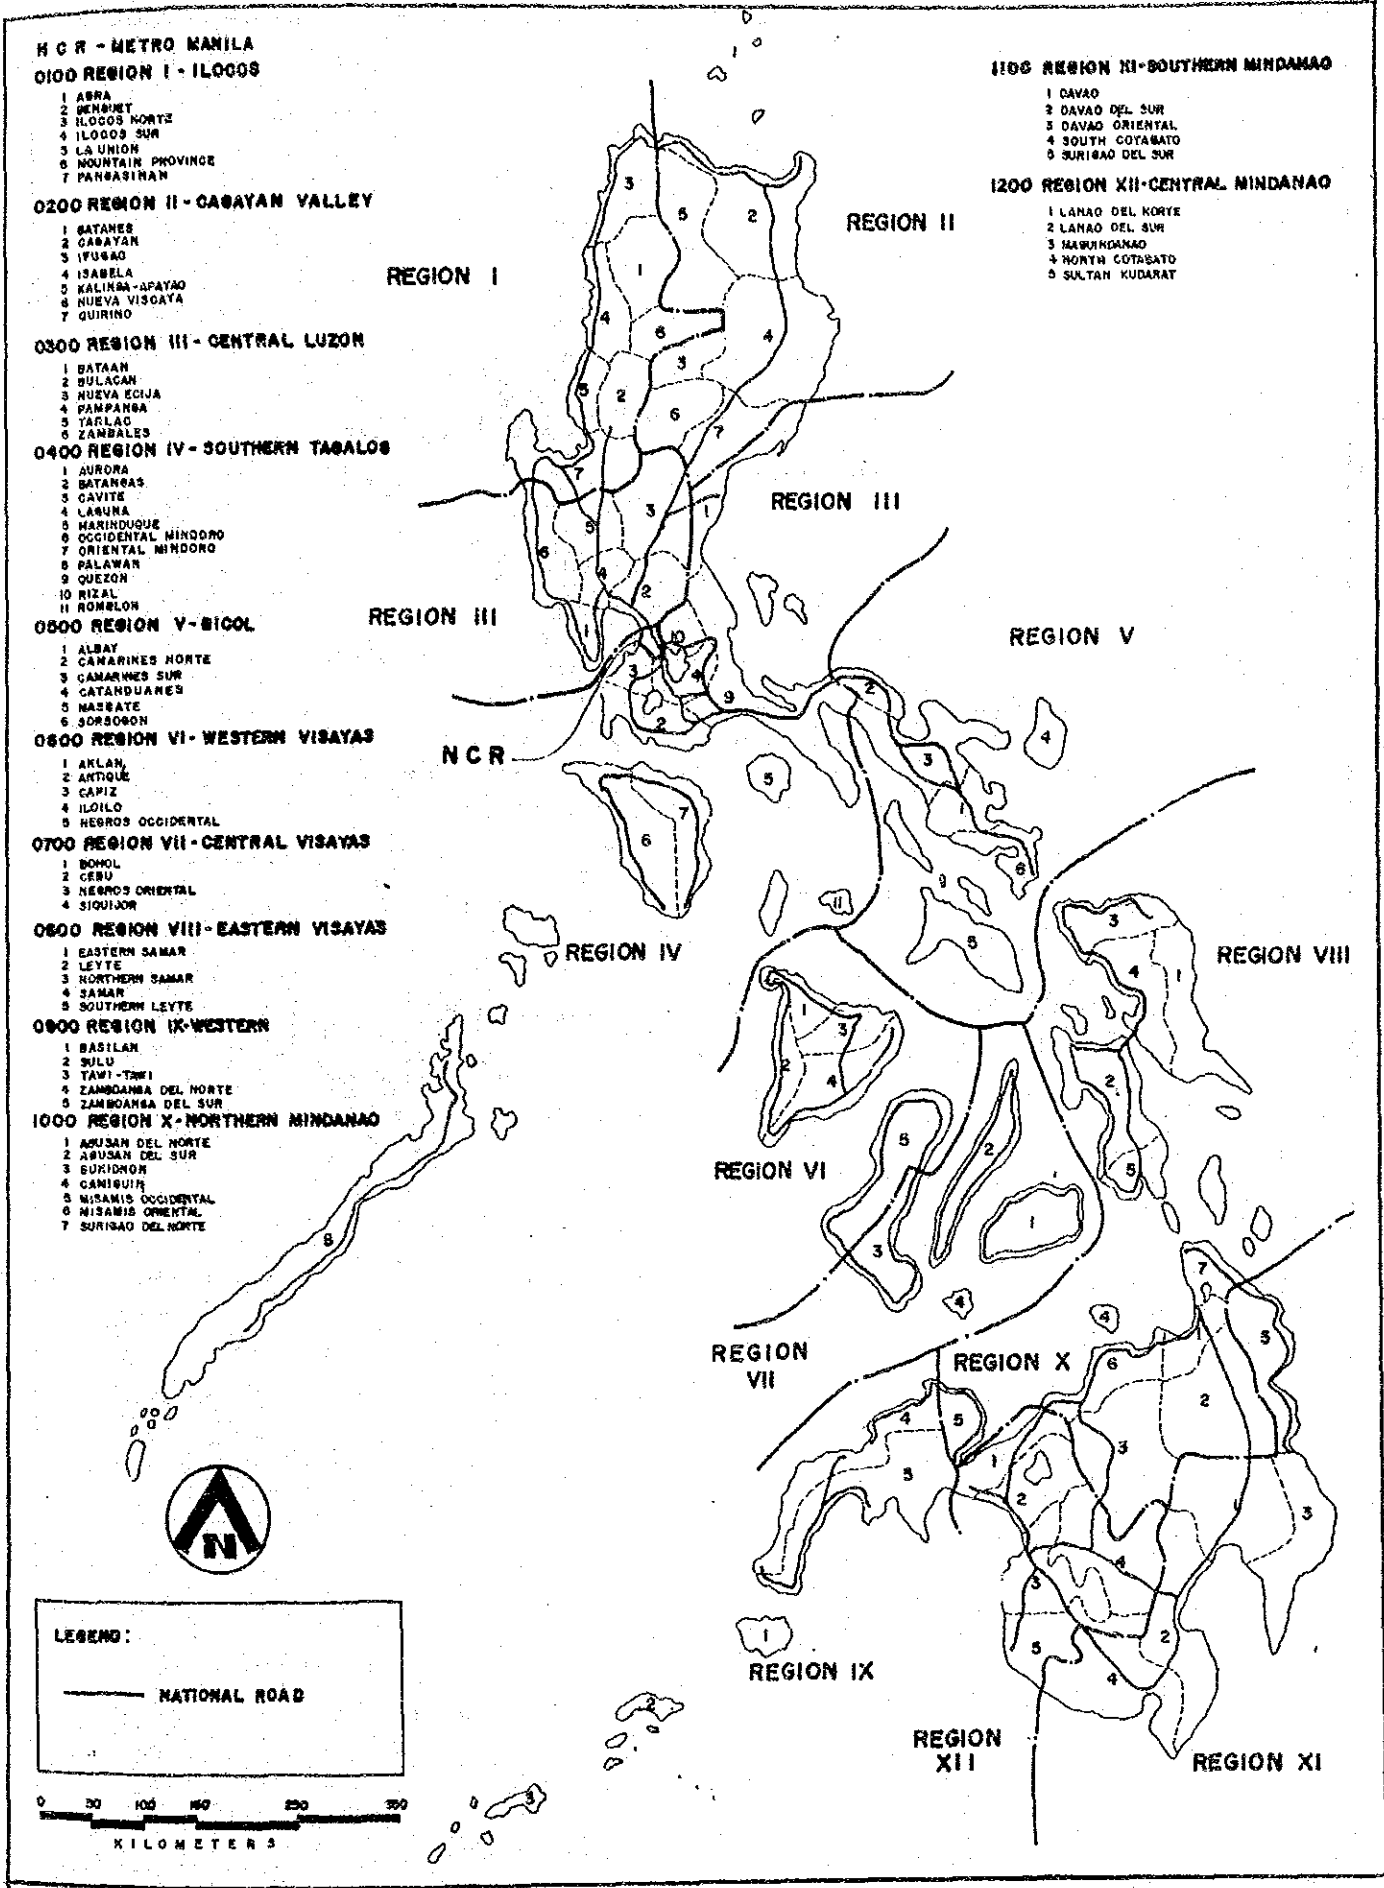 N C R - METRO MANILA
0100 REGION I - ILOCOS
1 ABRA
2 BENGUET
3 ILOCOS NORTE
4 ILOCOS SUR
5 LA UNION
6 MOUNTAIN PROVINCE
7 PANGASINAN
0200 REGION II - CAGAYAN VALLEY
1 BATANES
2 CAGAYAN
3 IFUGAO
4 ISABELA
5 KALINGA-APAYAO
6 NUEVA VISCAYA
7 QUIRINO
0300 REGION III - CENTRAL LUZON
1 BATAAN
2 BULACAN
3 NUEVA ECIJA
4 PAMPANGA
5 TARLAC
6 ZAMBALES
0400 REGION IV - SOUTHERN TAGALOG
1 AURORA
2 BATANGAS
3 CAVITE
4 LAGUNA
5 MARINDUQUE
6 OCCIDENTAL MINDORO
7 ORIENTAL MINDORO
8 PALAWAN
9 QUEZON
10 RIZAL
11 ROMBLON
0500 REGION V - BICOL
1 ALBAY
2 CAMARINES NORTE
3 CAMARINES SUR
4 CATANDUANES
5 MASBATE
6 SORSOGON
0600 REGION VI - WESTERN VISAYAS
1 AKLAN
2 ANTIQUE
3 CAPIZ
4 ILOILO
5 NEGROS OCCIDENTAL
0700 REGION VII - CENTRAL VISAYAS
1 BOHOL
2 CEBU
3 NEGROS ORIENTAL
4 SIQUIJOR
0800 REGION VIII - EASTERN VISAYAS
1 EASTERN SAMAR
2 LEYTE
3 NORTHERN SAMAR
4 SAMAR
5 SOUTHERN LEYTE
0900 REGION IX-WESTERN
1 BASILAN
2 SULU
3 TAWI-TAWI
4 ZAMBOANGA DEL NORTE
5 ZAMBOANGA DEL SUR
1000 REGION X-NORTHERN MINDANAO
1 AGUSAN DEL NORTE
2 AGUSAN DEL SUR
3 BUKIDNON
4 CAMIGUIN
5 MISAMIS OCCIDENTAL
6 MISAMIS ORIENTAL
7 SURIGAO DEL NORTE
1100 REGION XI-SOUTHERN MINDANAO
1 DAVAO
2 DAVAO DEL SUR
3 DAVAO ORIENTAL
4 SOUTH COTABATO
5 SURIGAO DEL SUR
1200 REGION XII-CENTRAL MINDANAO
1 LANAO DEL NORTE
2 LANAO DEL SUR
3 MAGUINDANAO
4 NORTH COTABATO
5 SULTAN KUDARAT
REGION II
REGION I
REGION III
REGION III
REGION V
N C R
REGION IV
REGION VIII
REGION VI
REGION VII
REGION X
REGION IX
REGION XII
REGION XI
N
LEGEND:
NATIONAL ROAD
0 50 100 150 250 350
KILOMETERS